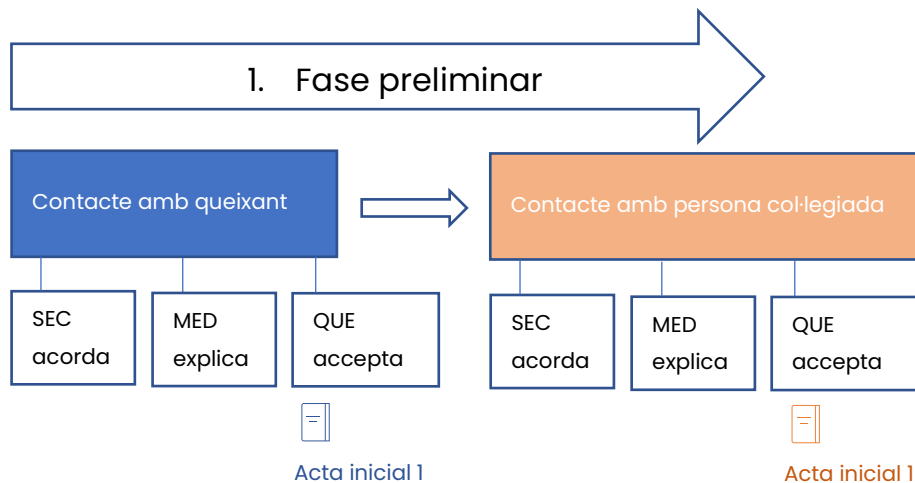 1. Fase preliminar
Contacte amb queixant
Contacte amb persona col·legiada
SEC
acorda
MED
explica
QUE
accepta
SEC
acorda
MED
explica
QUE
accepta
Acta inicial 1
Acta inicial 1